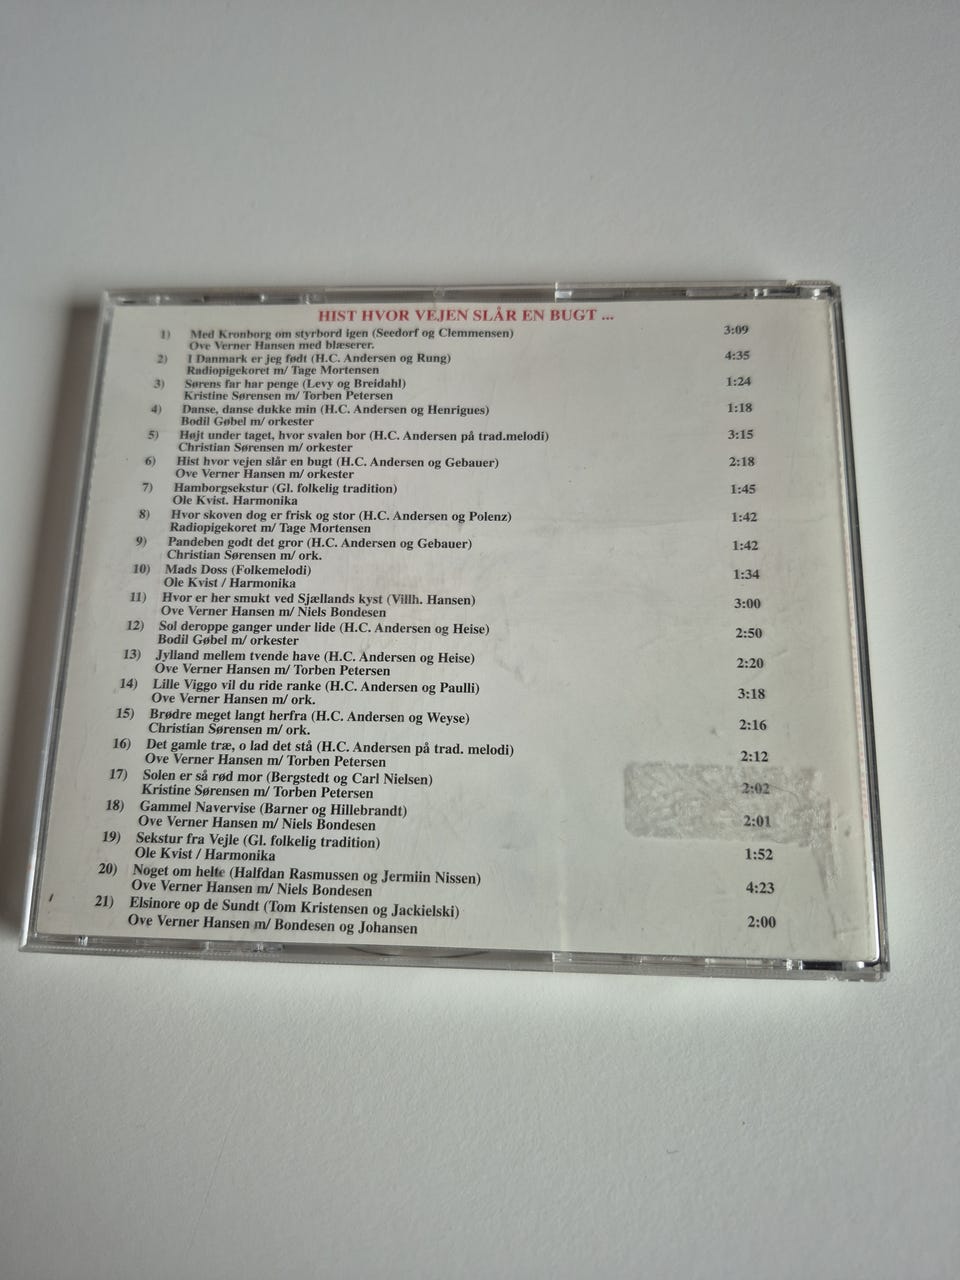 HIST HVOR VEJEN SLÅR EN BUGT ...
1) Med Kronborg om styrbord igen (Seedorf og Clemmensen) 3:09
Ove Verner Hansen med blæserer.
2) I Danmark er jeg født (H.C. Andersen og Rung) 4:35
Radiopigekoret m/ Tage Mortensen
3) Sørens far har penge (Levy og Breidahl) 1:24
Kristine Sørensen m/ Torben Petersen
4) Danse, danse dukke min (H.C. Andersen og Henrigues) 1:18
Bodil Gøbel m/ orkester
5) Højt under taget, hvor svalen bor (H.C. Andersen på trad.melodi) 3:15
Christian Sørensen m/ orkester
6) Hist hvor vejen slår en bugt (H.C. Andersen og Gebauer) 2:18
Ove Verner Hansen m/ orkester
7) Hamborgsekstur (Gl. folkelig tradition) 1:45
Ole Kvist. Harmonika
8) Hvor skoven dog er frisk og stor (H.C. Andersen og Polenz) 1:42
Radiopigekoret m/ Tage Mortensen
9) Pandeben godt det gror (H.C. Andersen og Gebauer) 1:42
Christian Sørensen m/ ork.
10) Mads Doss (Folkemelodi) 1:34
Ole Kvist / Harmonika
11) Hvor er her smukt ved Sjællands kyst (Villh. Hansen) 3:00
Ove Verner Hansen m/ Niels Bondesen
12) Sol deroppe ganger under lide (H.C. Andersen og Heise) 2:50
Bodil Gøbel m/ orkester
13) Jylland mellem tvende have (H.C. Andersen og Heise) 2:20
Ove Verner Hansen m/ Torben Petersen
14) Lille Viggo vil du ride ranke (H.C. Andersen og Paulli) 3:18
Ove Verner Hansen m/ ork.
15) Brødre meget langt herfra (H.C. Andersen og Weyse) 2:16
Christian Sørensen m/ ork.
16) Det gamle træ, o lad det stå (H.C. Andersen på trad. melodi) 2:12
Ove Verner Hansen m/ Torben Petersen
17) Solen er så rød mor (Bergstedt og Carl Nielsen) 2:02
Kristine Sørensen m/ Torben Petersen
18) Gammel Navervise (Barner og Hillebrandt) 2:01
Ove Verner Hansen m/ Niels Bondesen
19) Sekstur fra Vejle (Gl. folkelig tradition) 1:52
Ole Kvist / Harmonika
20) Noget om helte (Halfdan Rasmussen og Jermiin Nissen) 4:23
Ove Verner Hansen m/ Niels Bondesen
21) Elsinore op de Sundt (Tom Kristensen og Jackielski) 2:00
Ove Verner Hansen m/ Bondesen og Johansen